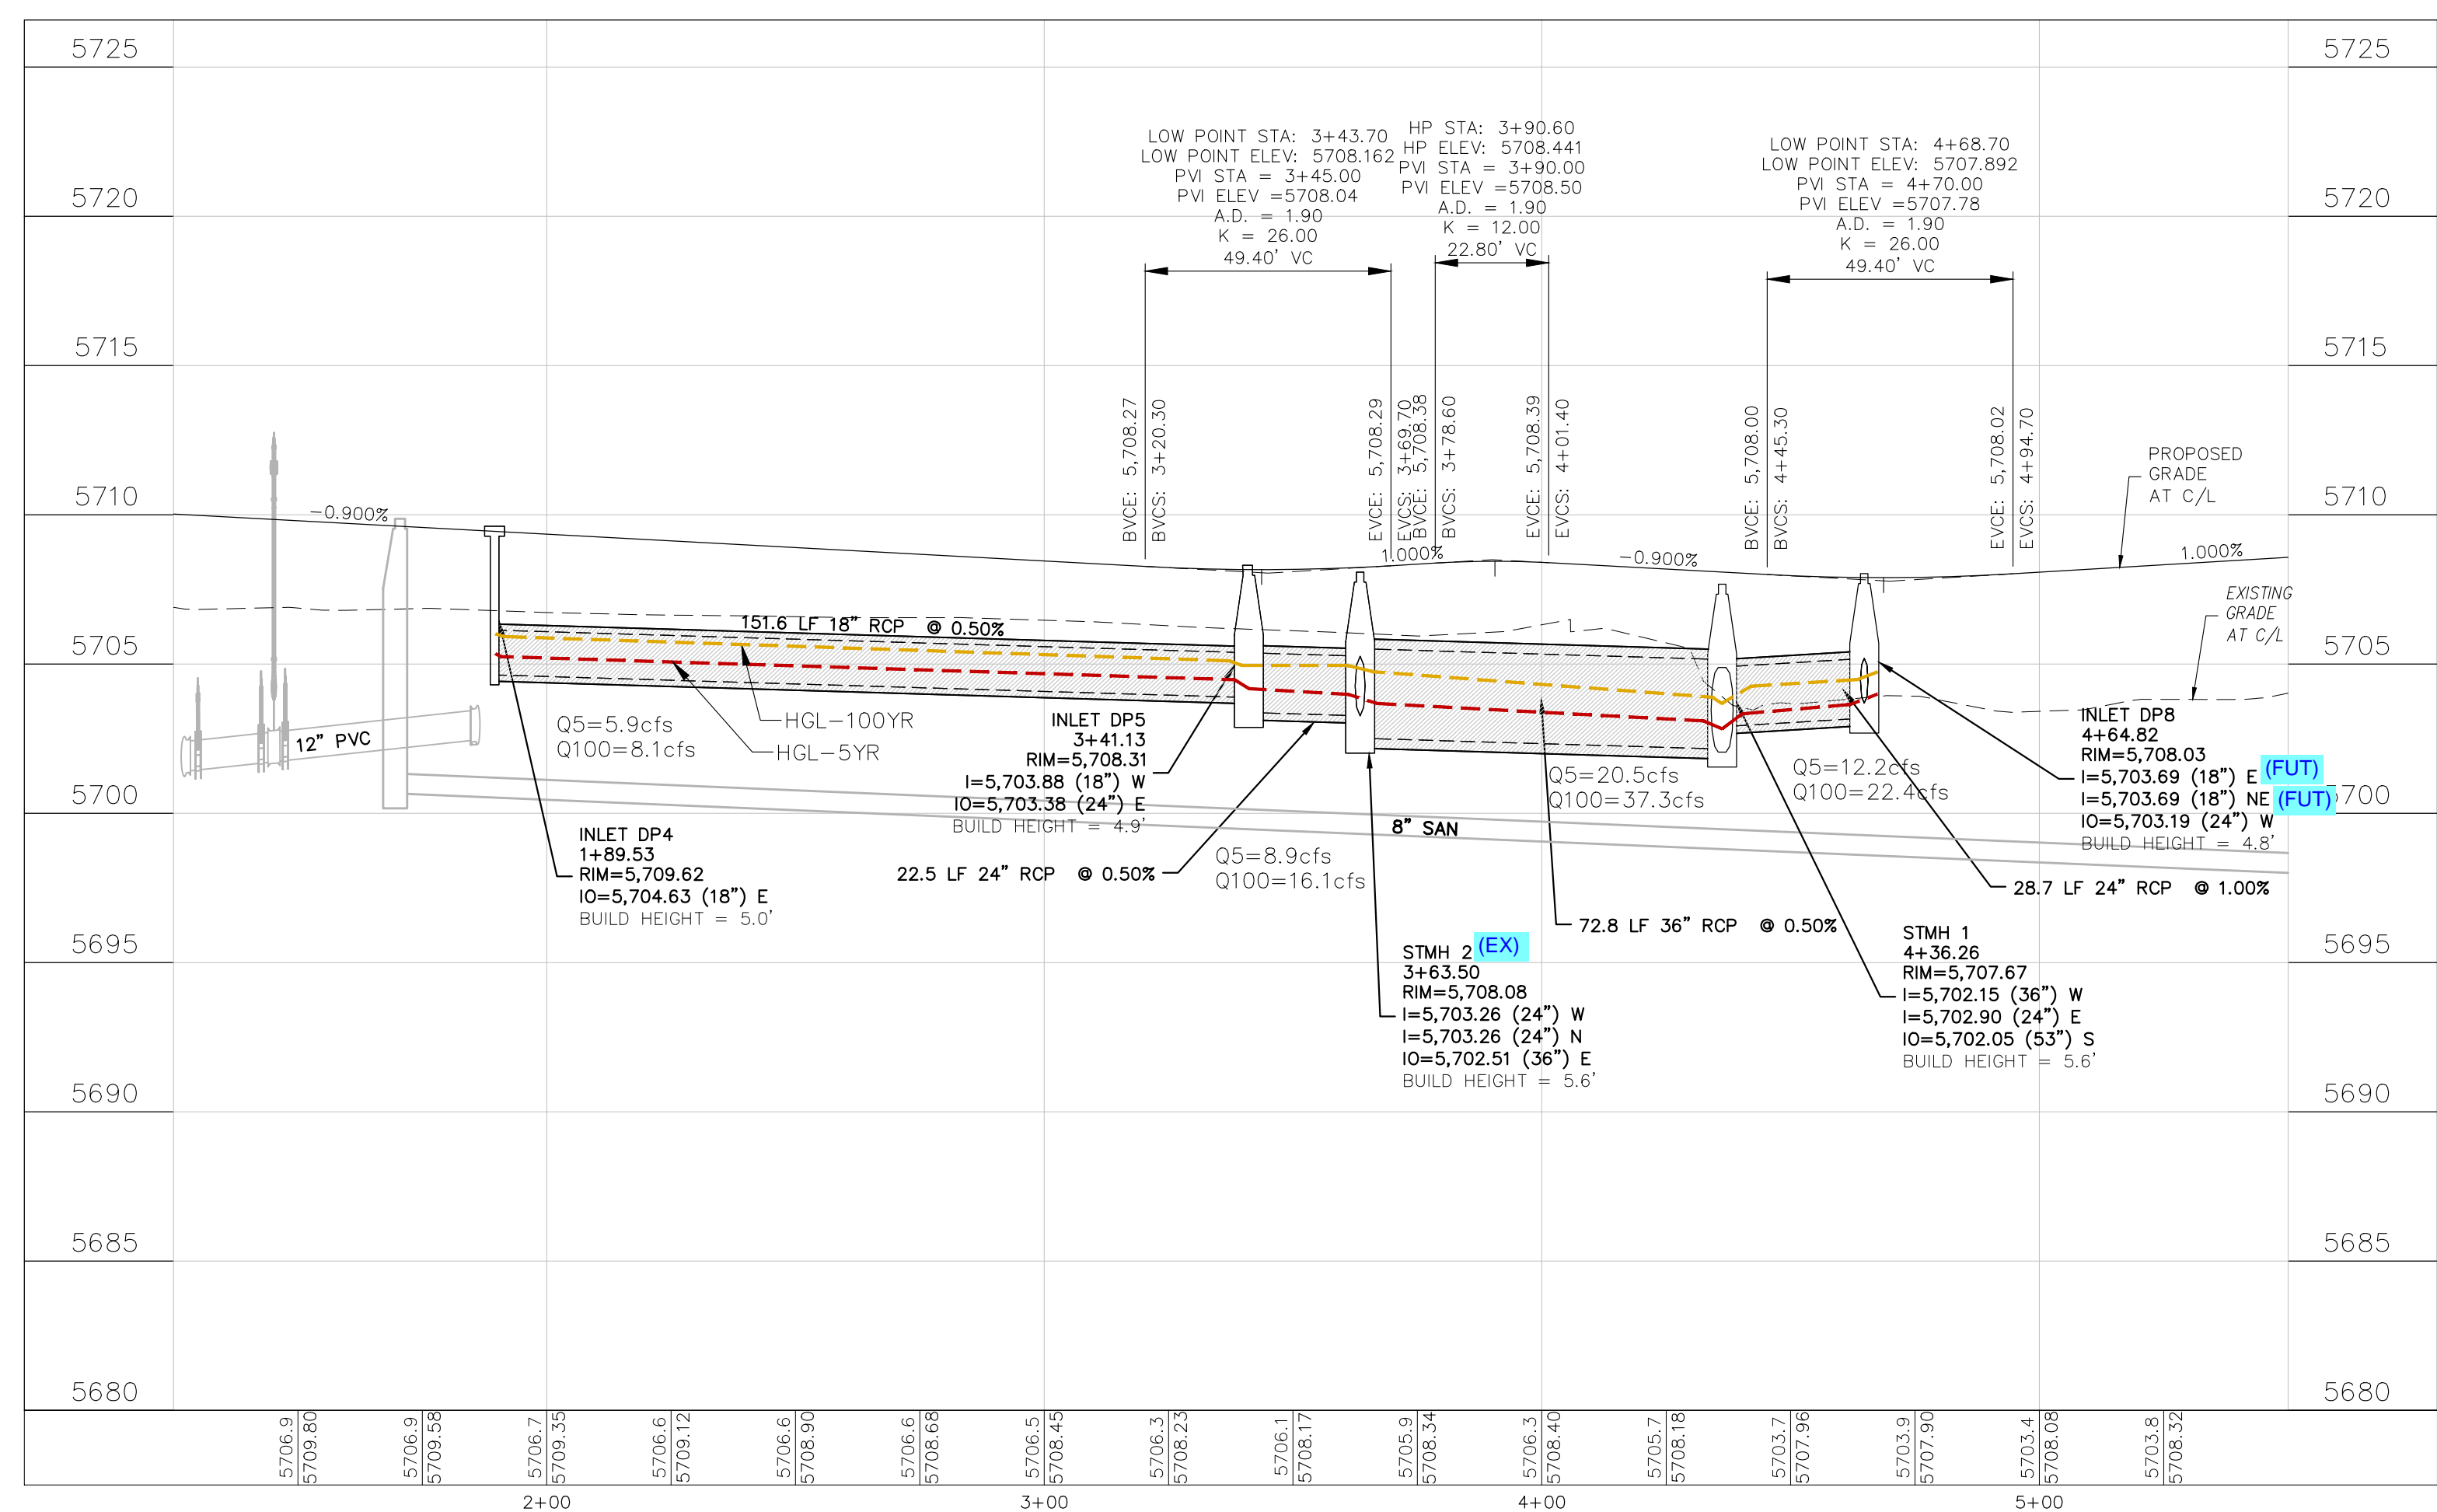 5725
5720
5715
5710
5705
5700
5695
5690
5685
5680
5725
5720
5715
5710
5705
5700
5695
5690
5685
5680
LOW POINT STA: 3+43.70
LOW POINT ELEV: 5708.162
PVI STA = 3+45.00
PVI ELEV =5708.04
A.D. = 1.90
K = 26.00
49.40' VC
HP STA: 3+90.60
HP ELEV: 5708.441
PVI STA = 3+90.00
PVI ELEV =5708.50
A.D. = 1.90
K = 12.00
22.80' VC
LOW POINT STA: 4+68.70
LOW POINT ELEV: 5707.892
PVI STA = 4+70.00
PVI ELEV =5707.78
A.D. = 1.90
K = 26.00
49.40' VC
BVCE: 5,708.27
BVCS: 3+20.30
EVCE: 5,708.29
EVCS: 3+69.70
BVCE: 5,708.38
BVCS: 3+78.60
EVCE: 5,708.39
EVCS: 4+01.40
BVCE: 5,708.00
BVCS: 4+45.30
EVCE: 5,708.02
EVCS: 4+94.70
PROPOSED
GRADE
AT C/L
-0.900%
1.000%
-0.900%
1.000%
EXISTING
GRADE
AT C/L
151.6 LF 18" RCP @ 0.50%
12" PVC
Q5=5.9cfs
Q100=8.1cfs
HGL-100YR
HGL-5YR
INLET DP5
3+41.13
RIM=5,708.31
I=5,703.88 (18") W
IO=5,703.38 (24") E
BUILD HEIGHT = 4.9'
INLET DP4
1+89.53
RIM=5,709.62
IO=5,704.63 (18") E
BUILD HEIGHT = 5.0'
22.5 LF 24" RCP @ 0.50%
Q5=8.9cfs
Q100=16.1cfs
8" SAN
Q5=20.5cfs
Q100=37.3cfs
Q5=12.2cfs
Q100=22.4cfs
INLET DP8
4+64.82
RIM=5,708.03
I=5,703.69 (18") E (FUT)
I=5,703.69 (18") NE (FUT)
IO=5,703.19 (24") W
BUILD HEIGHT = 4.8'
28.7 LF 24" RCP @ 1.00%
72.8 LF 36" RCP @ 0.50%
STMH 2 (EX)
3+63.50
RIM=5,708.08
I=5,703.26 (24") W
I=5,703.26 (24") N
IO=5,702.51 (36") E
BUILD HEIGHT = 5.6'
STMH 1
4+36.26
RIM=5,707.67
I=5,702.15 (36") W
I=5,702.90 (24") E
IO=5,702.05 (53") S
BUILD HEIGHT = 5.6'
5706.9
5709.80
5706.9
5709.58
5706.7
5709.35
5706.6
5709.12
5706.6
5708.90
5706.6
5708.68
5706.5
5708.45
5706.3
5708.23
5706.1
5708.17
5705.9
5708.34
5706.3
5708.40
5705.7
5708.18
5703.7
5707.96
5703.9
5707.90
5703.4
5708.08
5703.8
5708.32
2+00
3+00
4+00
5+00